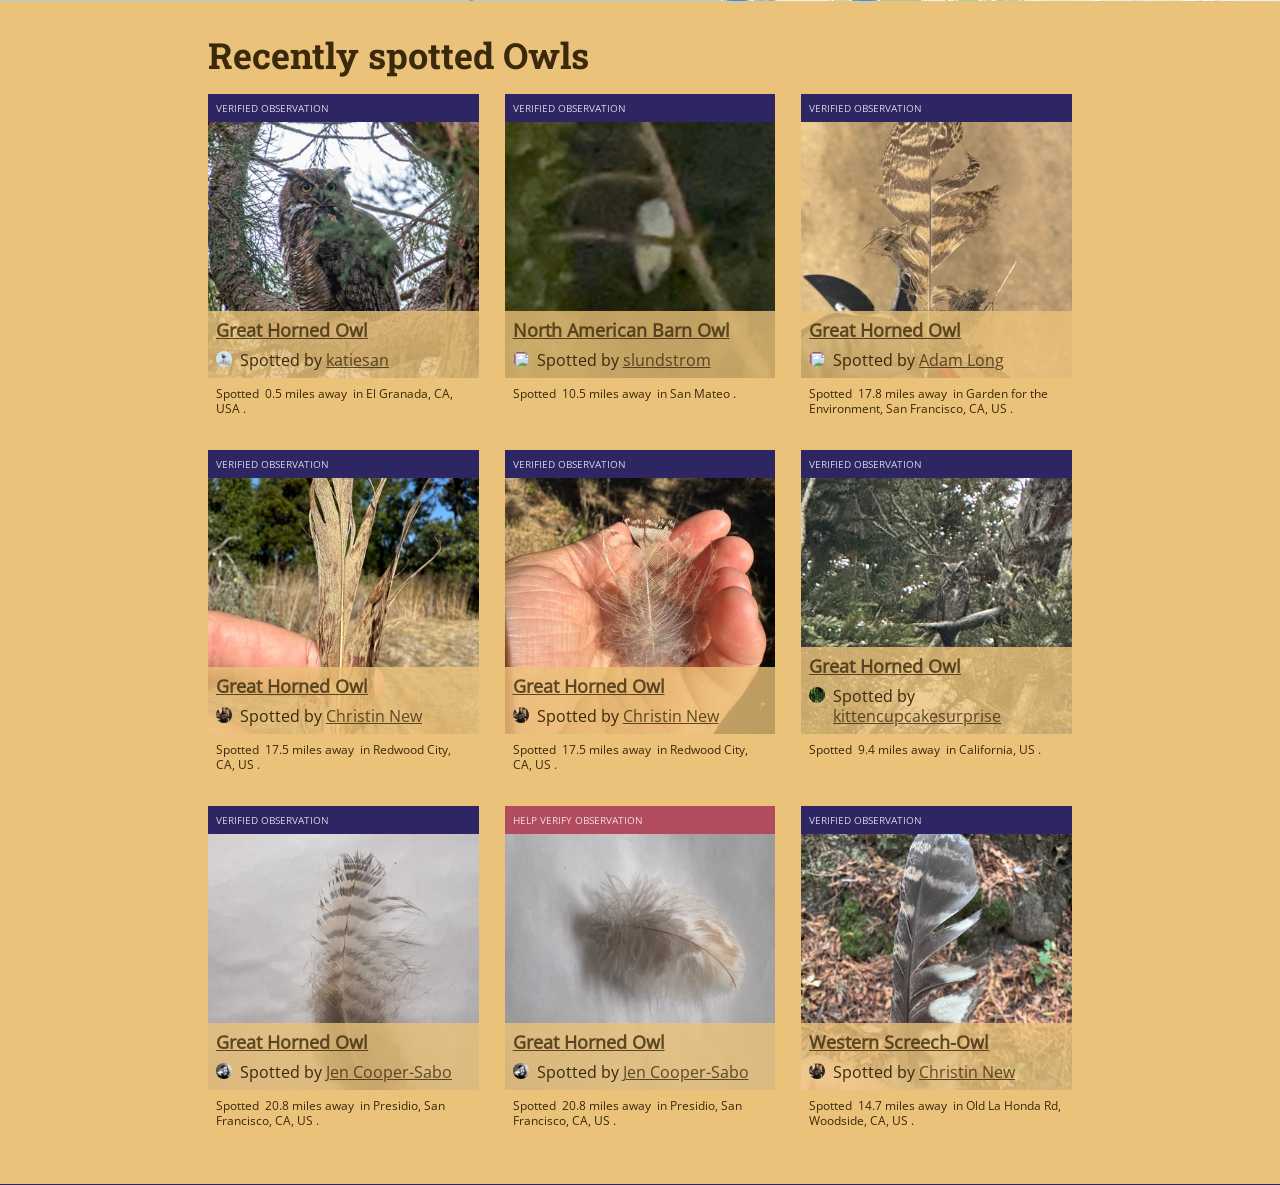 Recently spotted Owls
VERIFIED OBSERVATION
Great Horned Owl
Spotted by katiesan
Spotted 0.5 miles away in El Granada, CA,
USA .
VERIFIED OBSERVATION
North American Barn Owl
Spotted by slundstrom
Spotted 10.5 miles away in San Mateo .
VERIFIED OBSERVATION
Great Horned Owl
Spotted by Adam Long
Spotted 17.8 miles away in Garden for the
Environment, San Francisco, CA, US .
VERIFIED OBSERVATION
Great Horned Owl
Spotted by Christin New
Spotted 17.5 miles away in Redwood City,
CA, US .
VERIFIED OBSERVATION
Great Horned Owl
Spotted by Christin New
Spotted 17.5 miles away in Redwood City,
CA, US .
VERIFIED OBSERVATION
Great Horned Owl
Spotted by
kittencupcakesurprise
Spotted 9.4 miles away in California, US .
VERIFIED OBSERVATION
Great Horned Owl
Spotted by Jen Cooper-Sabo
Spotted 20.8 miles away in Presidio, San
Francisco, CA, US .
HELP VERIFY OBSERVATION
Great Horned Owl
Spotted by Jen Cooper-Sabo
Spotted 20.8 miles away in Presidio, San
Francisco, CA, US .
VERIFIED OBSERVATION
Western Screech-Owl
Spotted by Christin New
Spotted 14.7 miles away in Old La Honda Rd,
Woodside, CA, US .